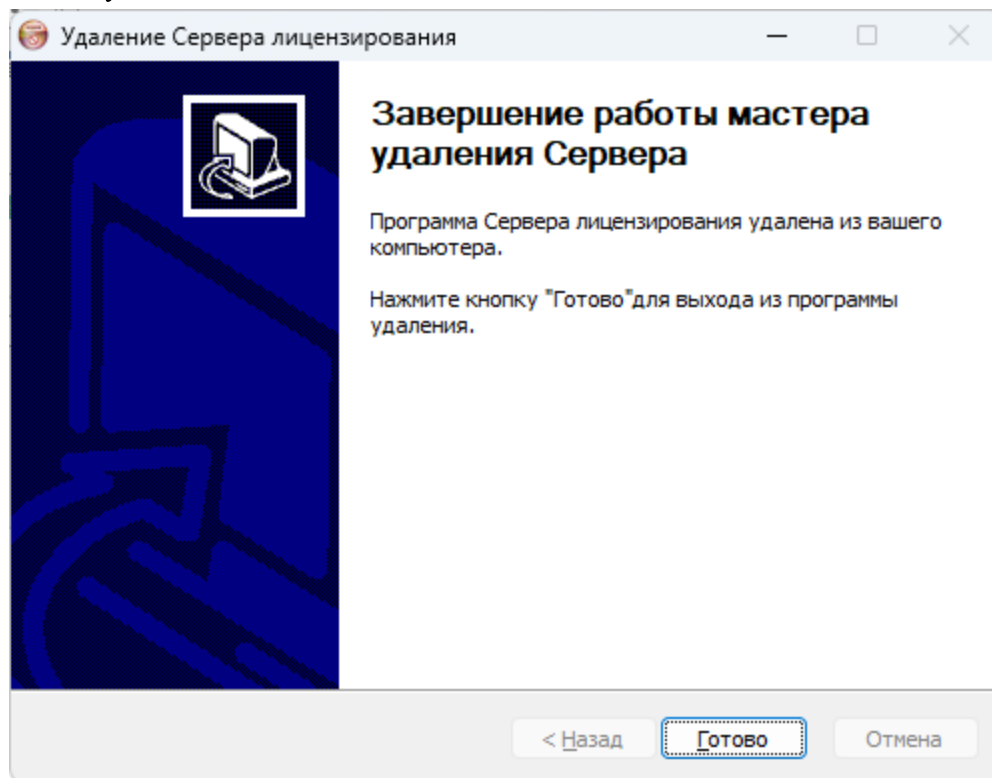 Удаление Сервера лицензирования
Завершение работы мастера
удаления Сервера
Программа Сервера лицензирования удалена из вашего
компьютера.
Нажмите кнопку "Готово"для выхода из программы
удаления.
< Назад Готово Отмена